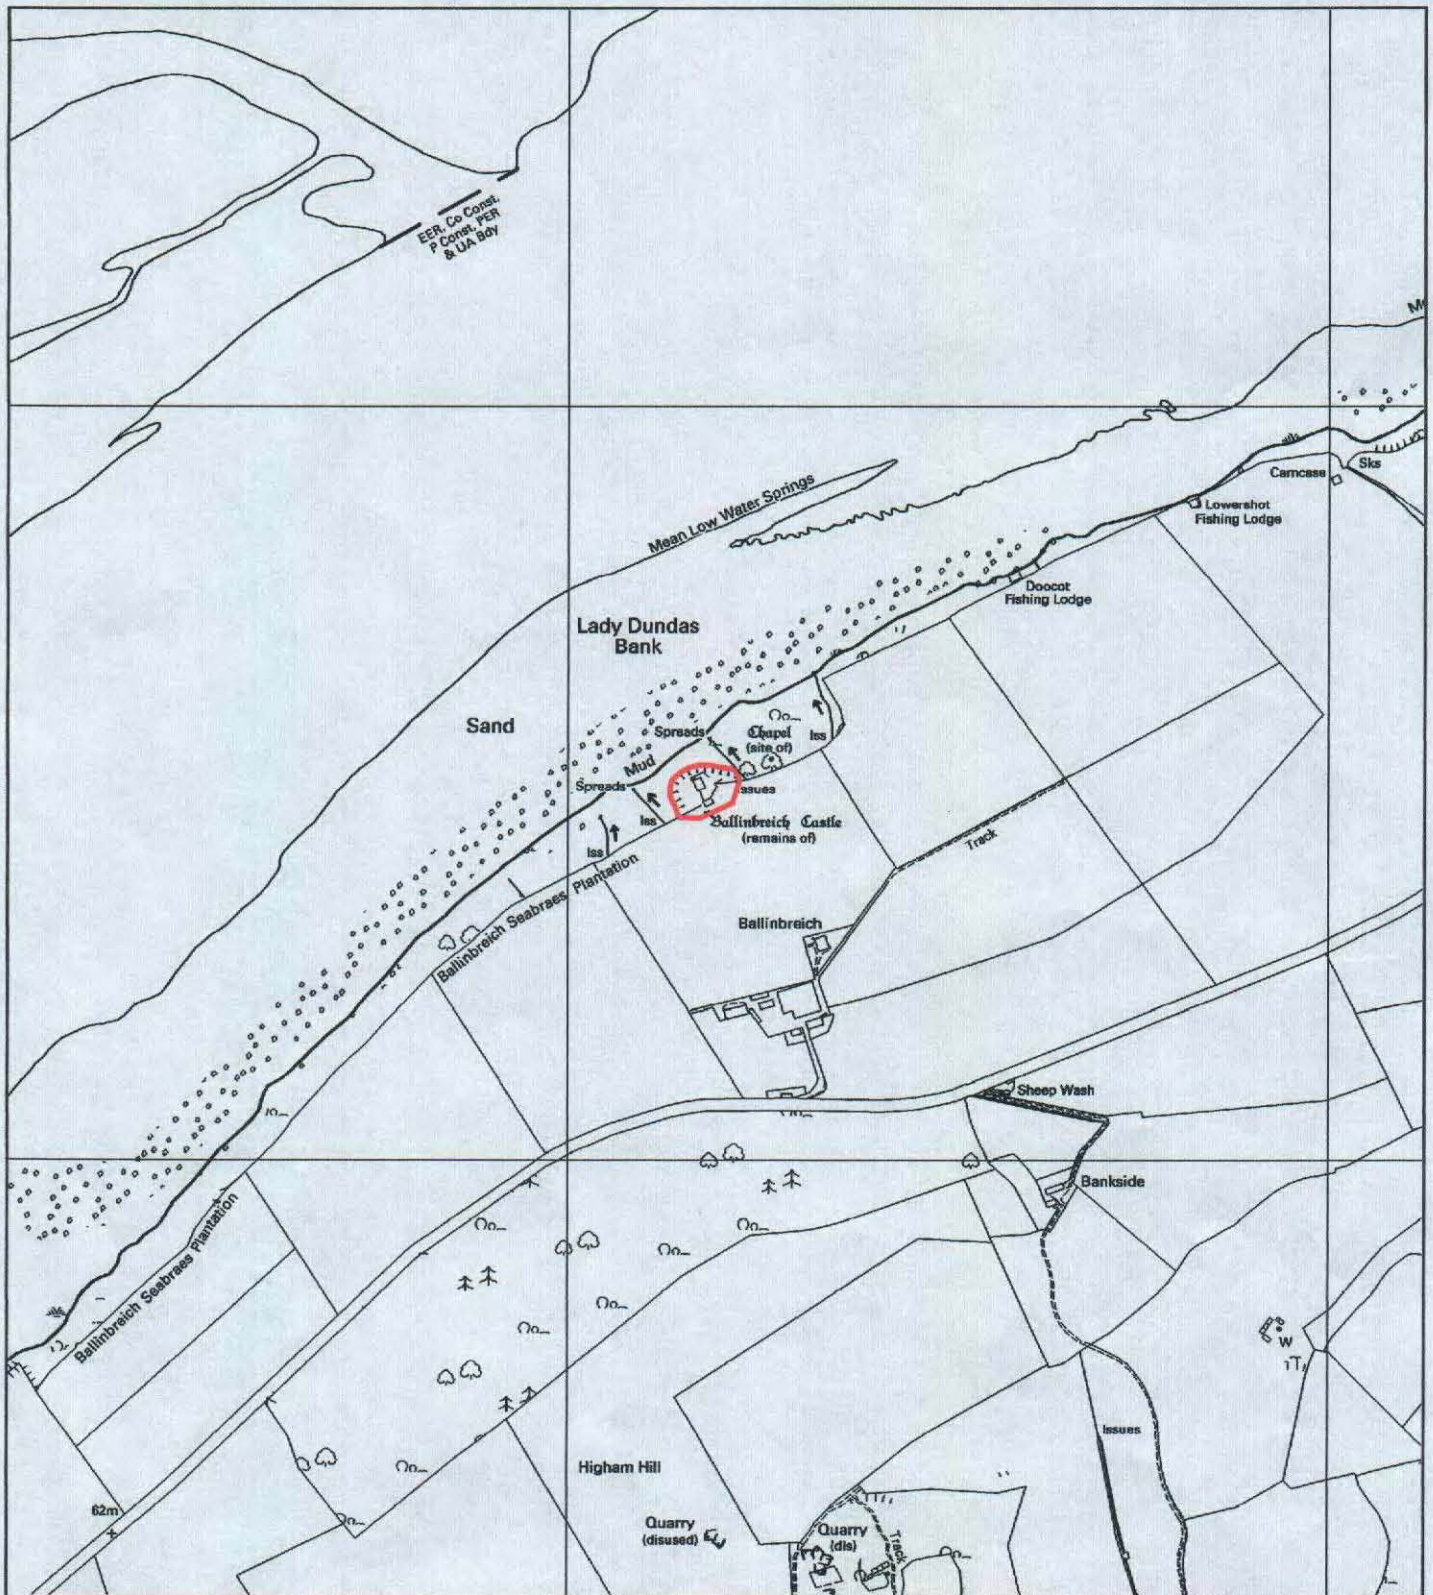 EER, Co Const,
P Const, PER
& UA Bdy
Mean Low Water Springs
Camcase
Sks
Lowershot
Fishing Lodge
Doocot
Fishing Lodge
Lady Dundas
Bank
Sand
Spreads
Chapel
(site of)
Iss
Mud
Spreads
Issues
Iss
Ballinbreich Castle
(remains of)
Iss
Ballinbreich Seabraes Plantation
Track
Ballinbreich
Sheep Wash
Bankside
Ballinbreich Seabraes Plantation
W
T
Issues
Higham Hill
62m
Quarry
(disused)
Quarry
(dis)
Track